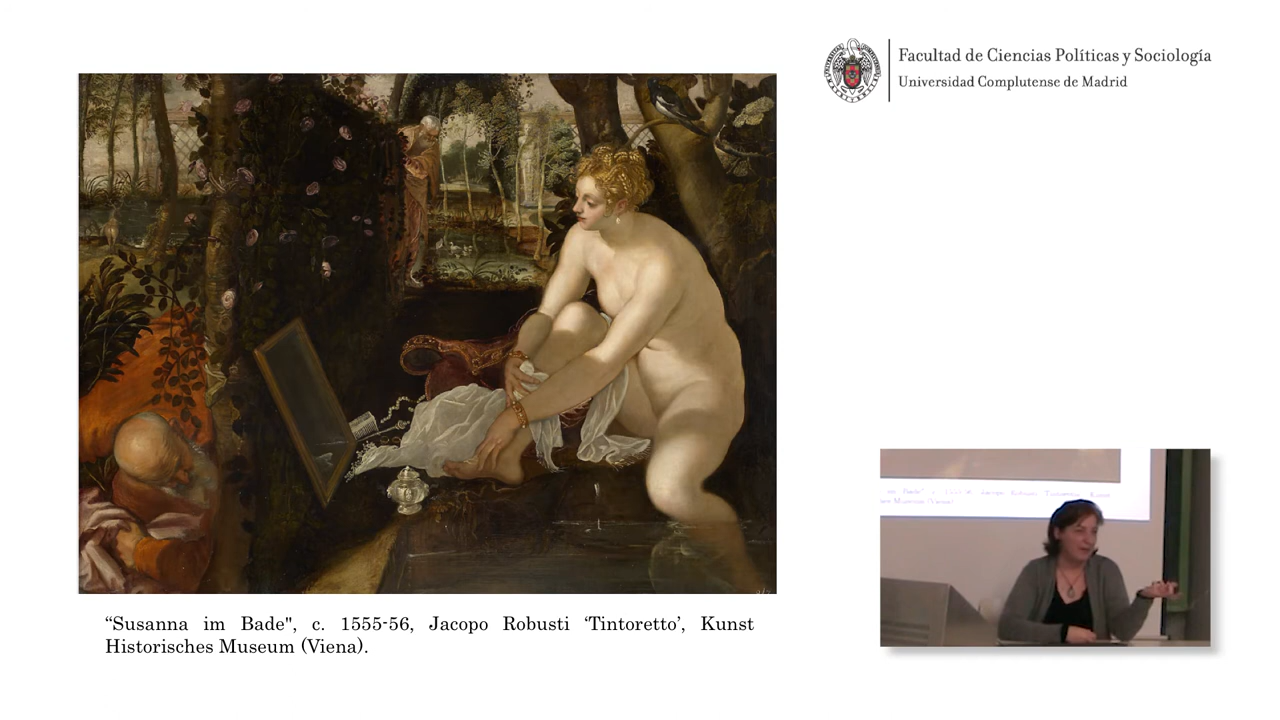 Facultad de Ciencias Políticas y Sociología
Universidad Complutense de Madrid
“Susanna im Bade", c. 1555-56, Jacopo Robusti ‘Tintoretto’, Kunst
Historisches Museum (Viena).